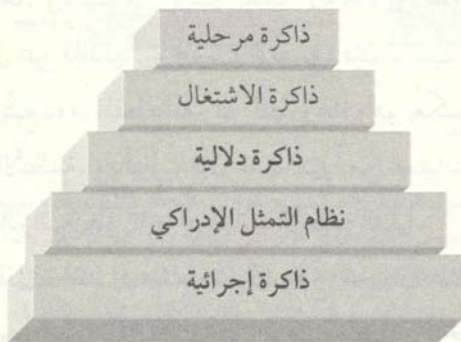 ذاكرة مرحلية
ذاكرة الاشتغال
ذاكرة دلالية
نظام التمثل الإدراكي
ذاكرة إجرائية